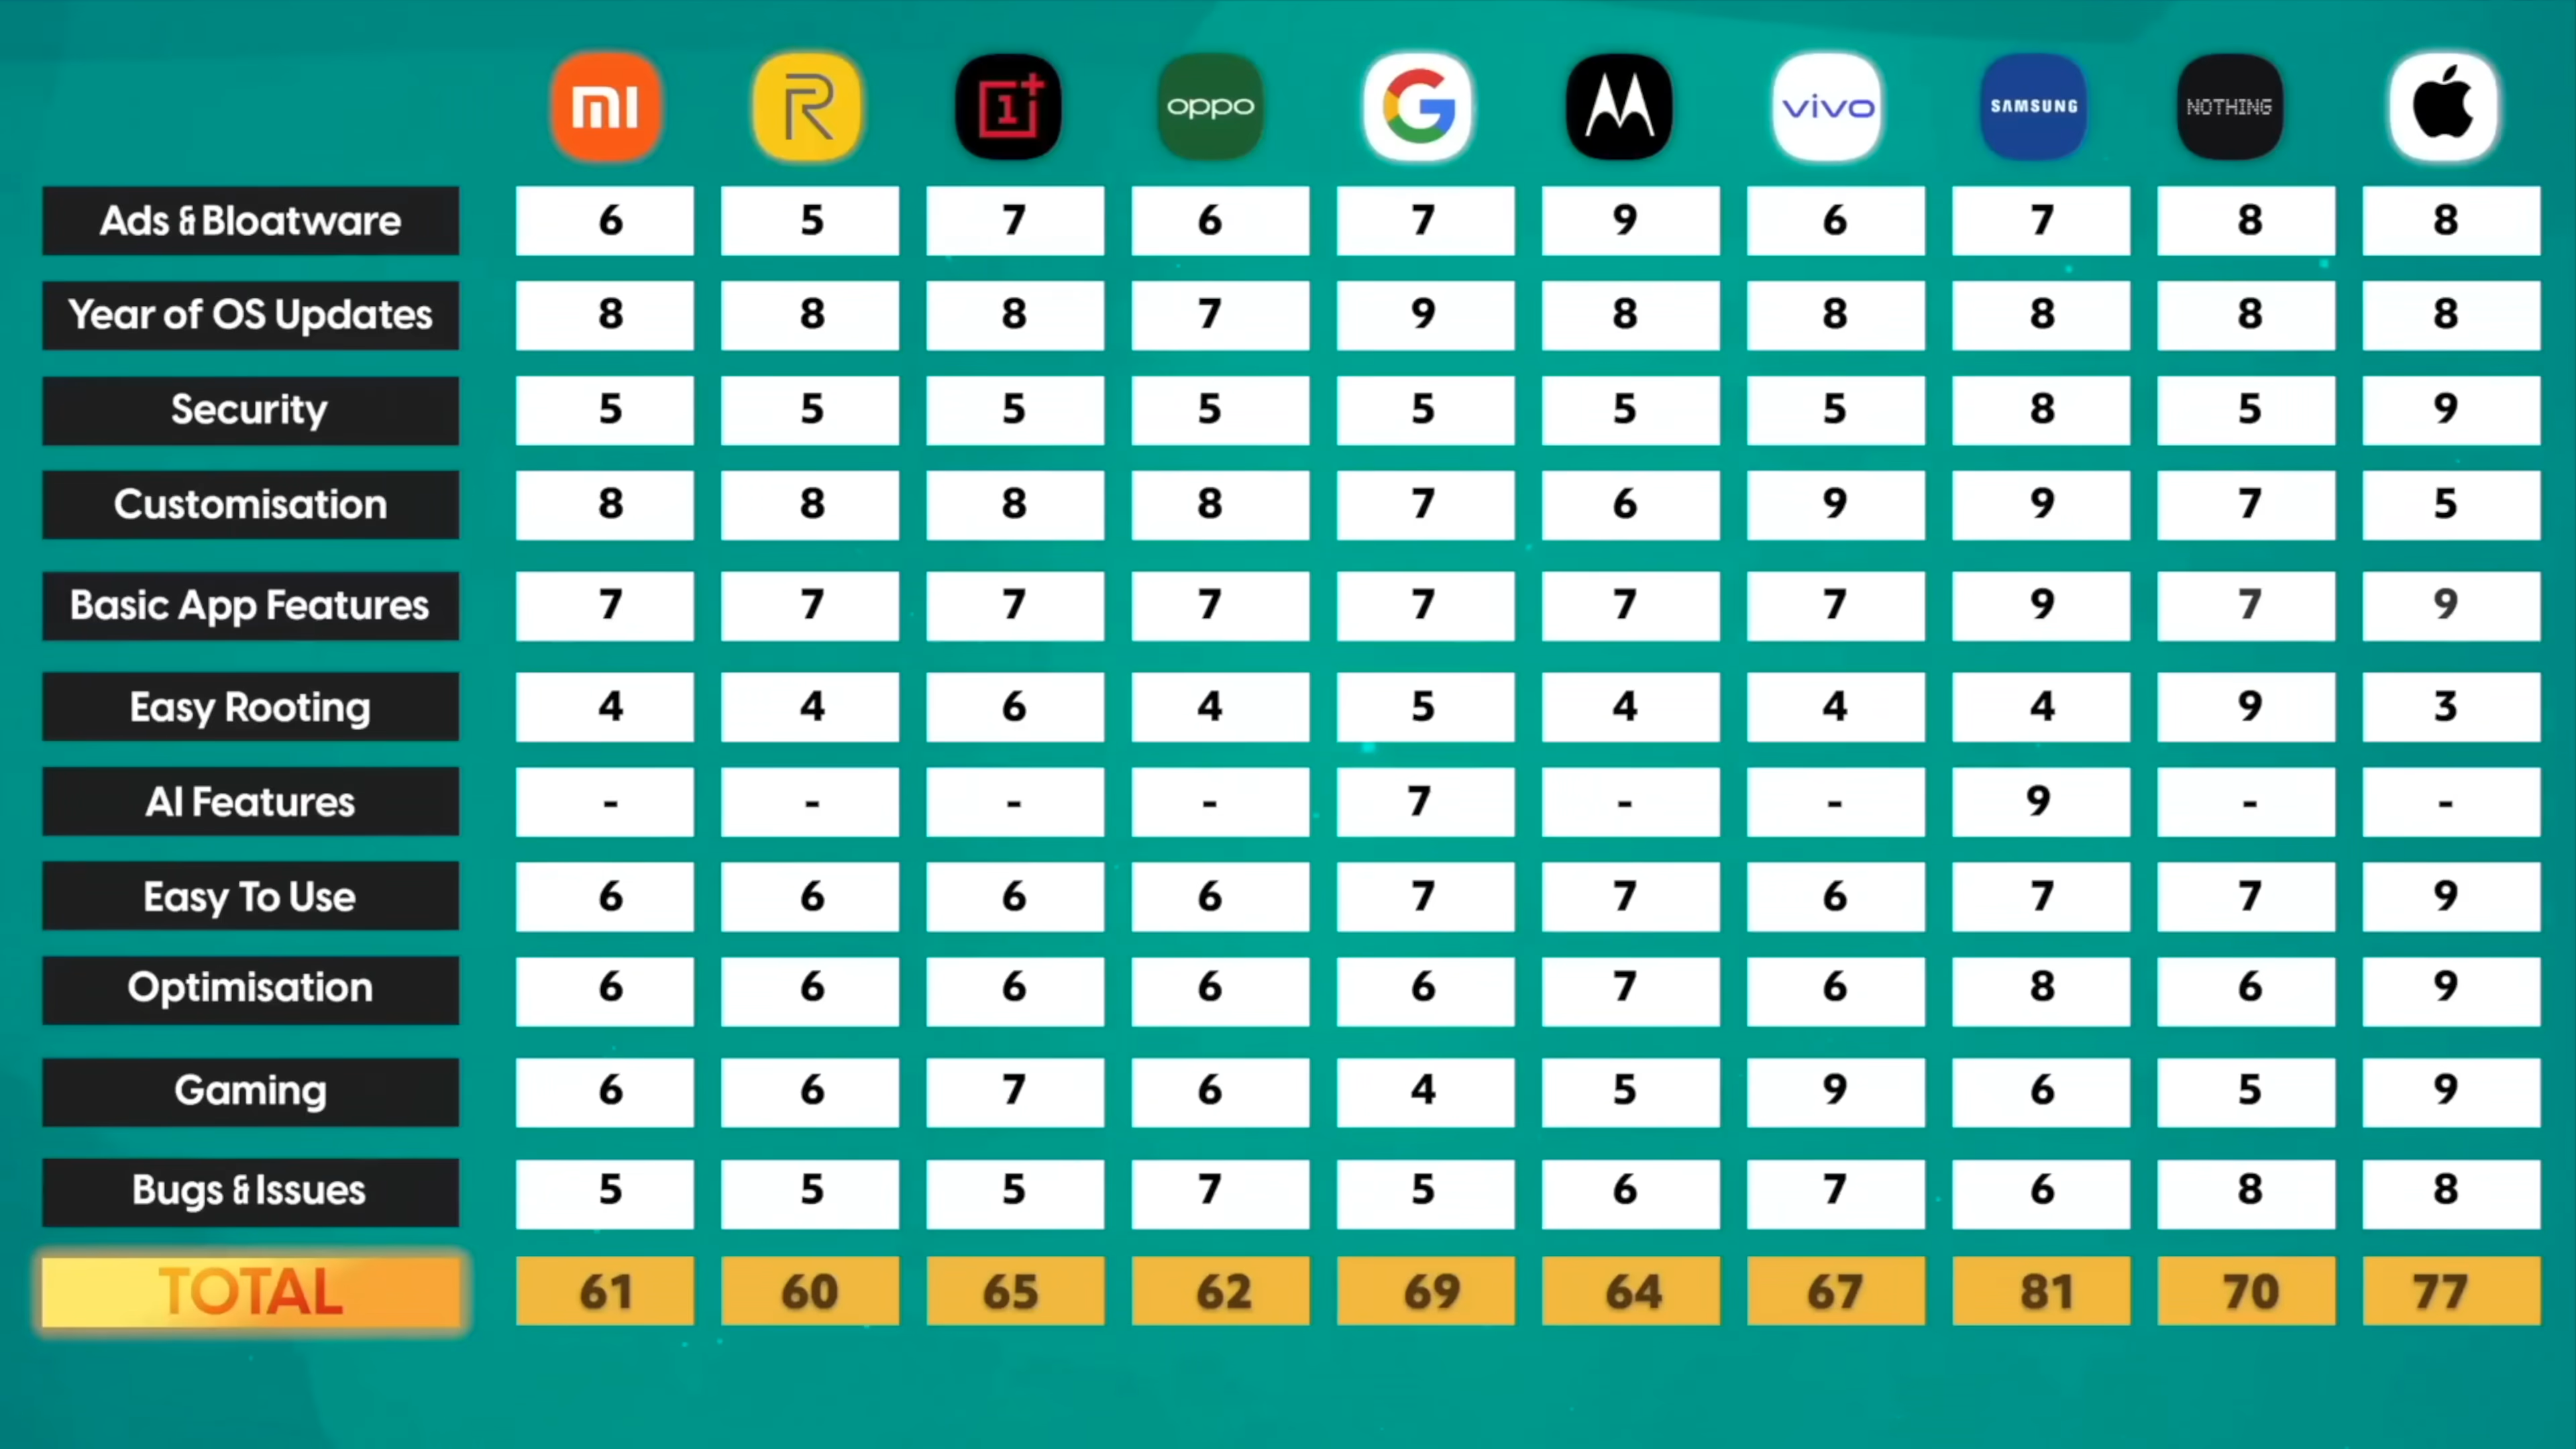 mi R 1+ oppo G vivo SAMSUNG NOTHING
Ads & Bloatware 6 5 7 6 7 9 6 7 8 8
Year of OS Updates 8 8 8 7 9 8 8 8 8 8
Security 5 5 5 5 5 5 5 8 5 9
Customisation 8 8 8 8 7 6 9 9 7 5
Basic App Features 7 7 7 7 7 7 7 9 7 9
Easy Rooting 4 4 6 4 5 4 4 4 9 3
AI Features - - - - 7 - - 9 - -
Easy To Use 6 6 6 6 7 7 6 7 7 9
Optimisation 6 6 6 6 6 7 6 8 6 9
Gaming 6 6 7 6 4 5 9 6 5 9
Bugs & Issues 5 5 5 7 5 6 7 6 8 8
TOTAL 61 60 65 62 69 64 67 81 70 77